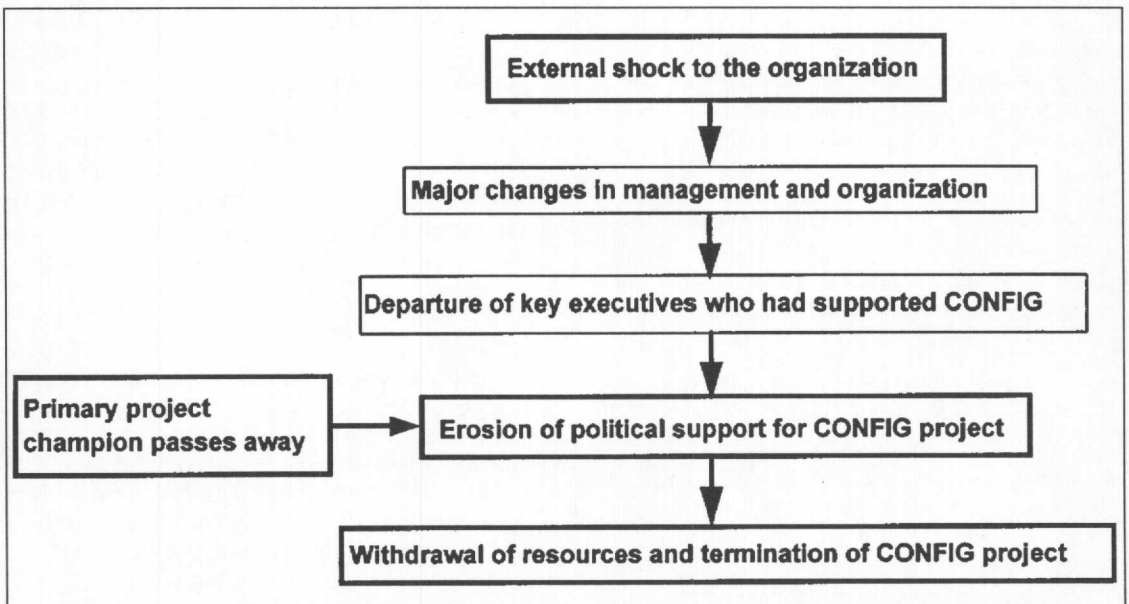 External shock to the organization
Major changes in management and organization
Departure of key executives who had supported CONFIG
Primary project
champion passes away
Erosion of political support for CONFIG project
Withdrawal of resources and termination of CONFIG project